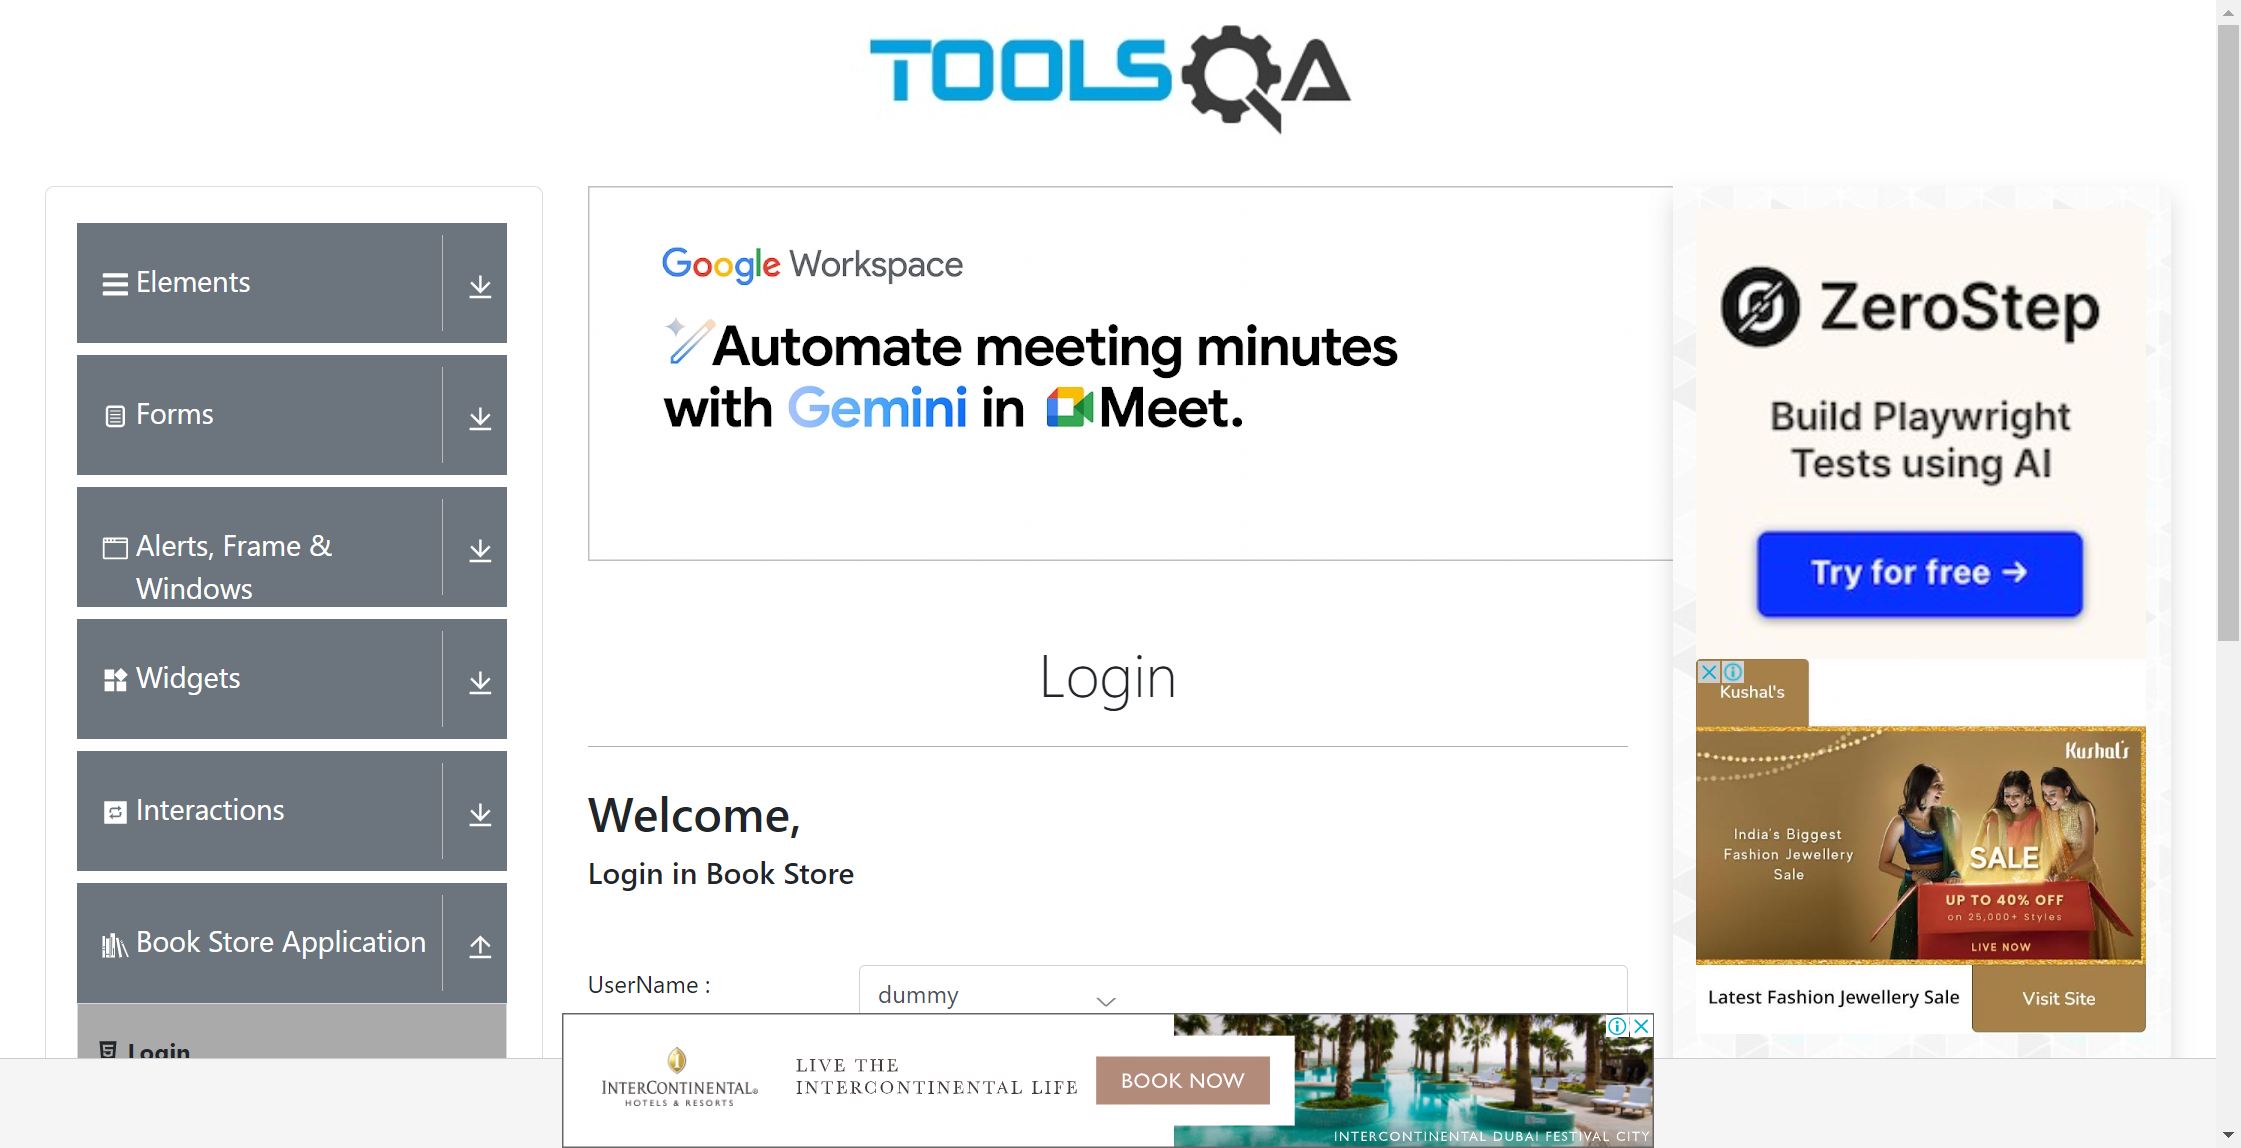 TOOLSQA
Elements
Forms
Alerts, Frame &
Windows
Widgets
Interactions
Book Store Application
Login
Google Workspace
Automate meeting minutes
with Gemini in Meet.
Login
Welcome,
Login in Book Store
UserName :
dummy
INTERCONTINENTAL®
HOTELS & RESORTS
LIVE THE
INTERCONTINENTAL LIFE
BOOK NOW
INTERCONTINENTAL DUBAI FESTIVAL CITY
ZeroStep
Build Playwright
Tests using AI
Try for free →
Kushal's
Kushal's
India's Biggest
Fashion Jewellery
Sale
SALE
UP TO 40% OFF
on 25,000+ Styles
LIVE NOW
Latest Fashion Jewellery Sale
Visit Site